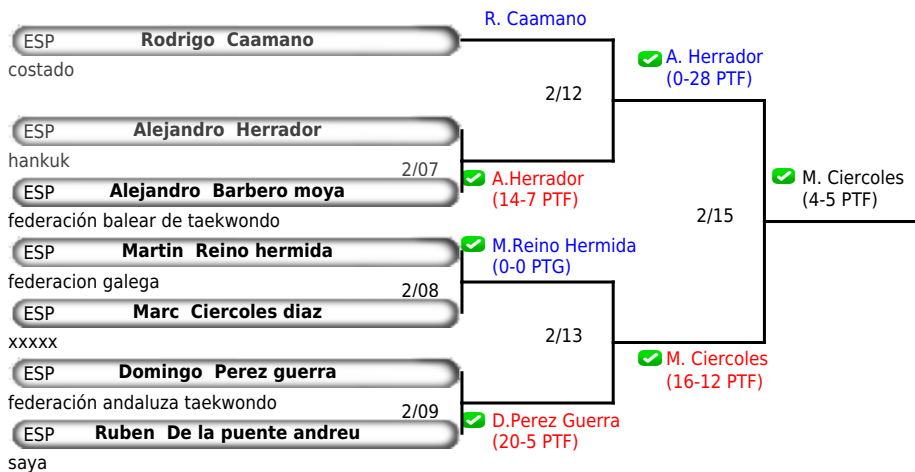 R. Caamano
ESP Rodrigo Caamano
costado
A. Herrador
(0-28 PTF)
2/12
ESP Alejandro Herrador
hankuk
2/07
A.Herrador
(14-7 PTF)
ESP Alejandro Barbero moya
federación balear de taekwondo
M. Ciercoles
(4-5 PTF)
2/15
ESP Martin Reino hermida
federacion galega
M.Reino Hermida
(0-0 PTG)
2/08
ESP Marc Ciercoles diaz
xxxxx
2/13
M. Ciercoles
(16-12 PTF)
ESP Domingo Perez guerra
federación andaluza taekwondo
2/09
D.Perez Guerra
(20-5 PTF)
ESP Ruben De la puente andreu
saya